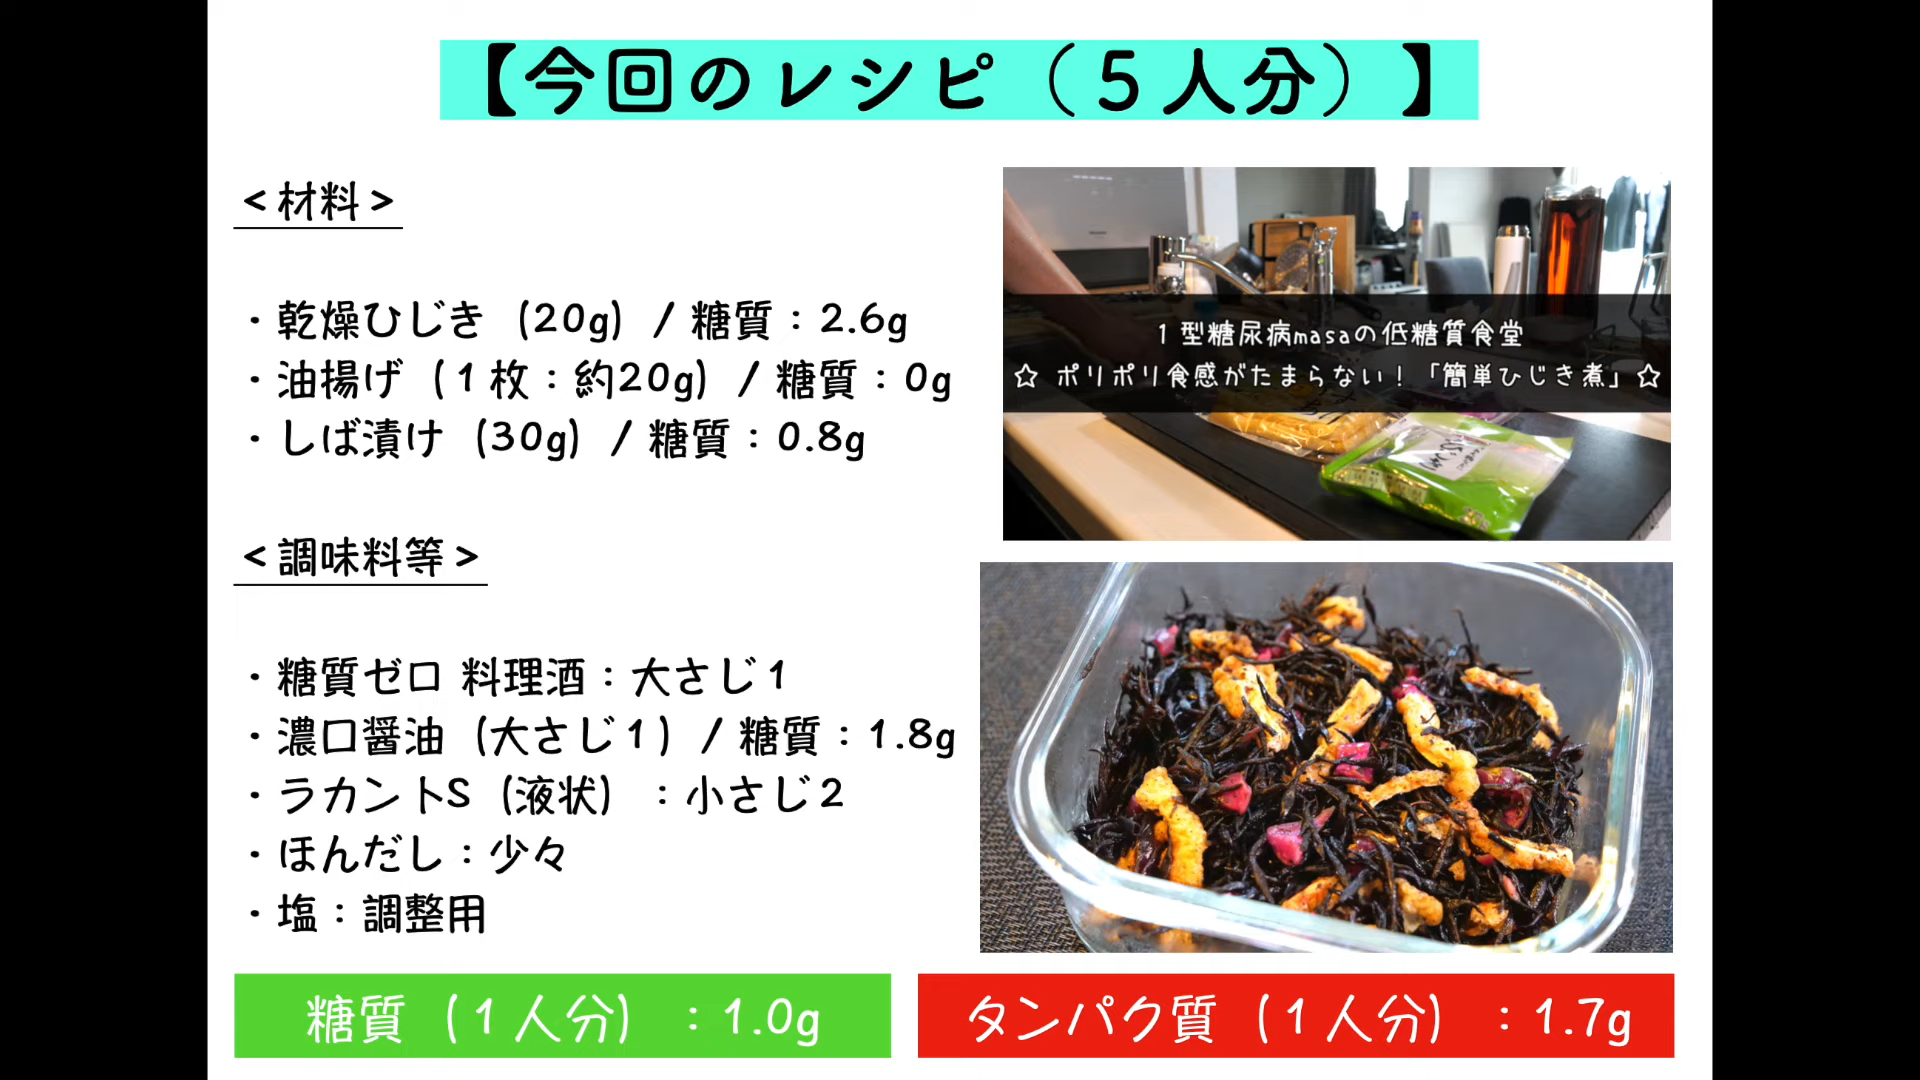 【今回のレシピ（５人分）】
＜材料＞
・乾燥ひじき（20g）/ 糖質：2.6g
・油揚げ（１枚：約20g）/ 糖質：0g
・しば漬け（30g）/ 糖質：0.8g
＜調味料等＞
・糖質ゼロ 料理酒：大さじ１
・濃口醤油（大さじ１）/ 糖質：1.8g
・ラカントS（液状）：小さじ２
・ほんだし：少々
・塩：調整用
１型糖尿病masaの低糖質食堂
☆ ポリポリ食感がたまらない！「簡単ひじき煮」☆
糖質（１人分）：1.0g
タンパク質（１人分）：1.7g